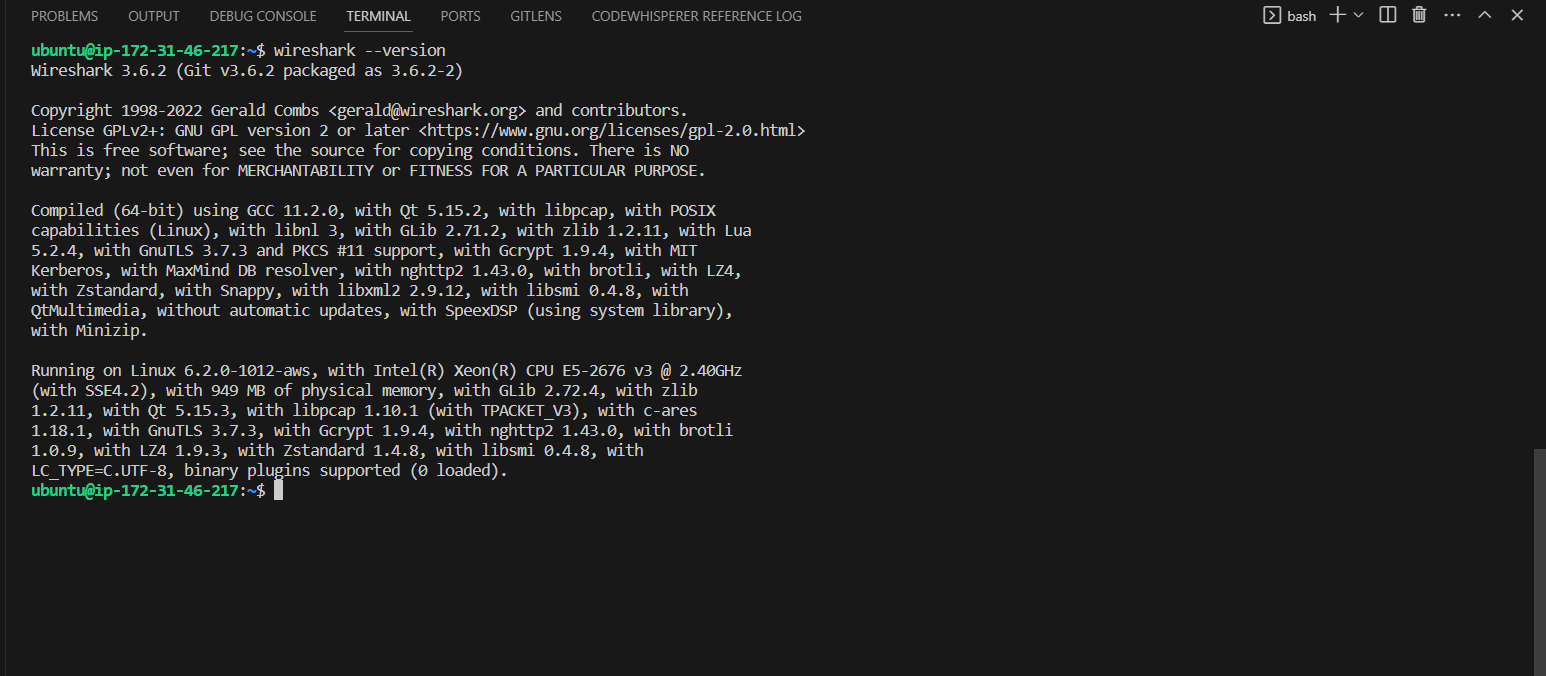 PROBLEMS OUTPUT DEBUG CONSOLE TERMINAL PORTS GITLENS CODEWHISPERER REFERENCE LOG bash
ubuntu@ip-172-31-46-217:~$ wireshark --version
Wireshark 3.6.2 (Git v3.6.2 packaged as 3.6.2-2)
Copyright 1998-2022 Gerald Combs <gerald@wireshark.org> and contributors.
License GPLv2+: GNU GPL version 2 or later <https://www.gnu.org/licenses/gpl-2.0.html>
This is free software; see the source for copying conditions. There is NO
warranty; not even for MERCHANTABILITY or FITNESS FOR A PARTICULAR PURPOSE.
Compiled (64-bit) using GCC 11.2.0, with Qt 5.15.2, with libpcap, with POSIX
capabilities (Linux), with libnl 3, with GLib 2.71.2, with zlib 1.2.11, with Lua
5.2.4, with GnuTLS 3.7.3 and PKCS #11 support, with Gcrypt 1.9.4, with MIT
Kerberos, with MaxMind DB resolver, with nghttp2 1.43.0, with brotli, with LZ4,
with Zstandard, with Snappy, with libxml2 2.9.12, with libsmi 0.4.8, with
QtMultimedia, without automatic updates, with SpeexDSP (using system library),
with Minizip.
Running on Linux 6.2.0-1012-aws, with Intel(R) Xeon(R) CPU E5-2676 v3 @ 2.40GHz
(with SSE4.2), with 949 MB of physical memory, with GLib 2.72.4, with zlib
1.2.11, with Qt 5.15.3, with libpcap 1.10.1 (with TPACKET_V3), with c-ares
1.18.1, with GnuTLS 3.7.3, with Gcrypt 1.9.4, with nghttp2 1.43.0, with brotli
1.0.9, with LZ4 1.9.3, with Zstandard 1.4.8, with libsmi 0.4.8, with
LC_TYPE=C.UTF-8, binary plugins supported (0 loaded).
ubuntu@ip-172-31-46-217:~$